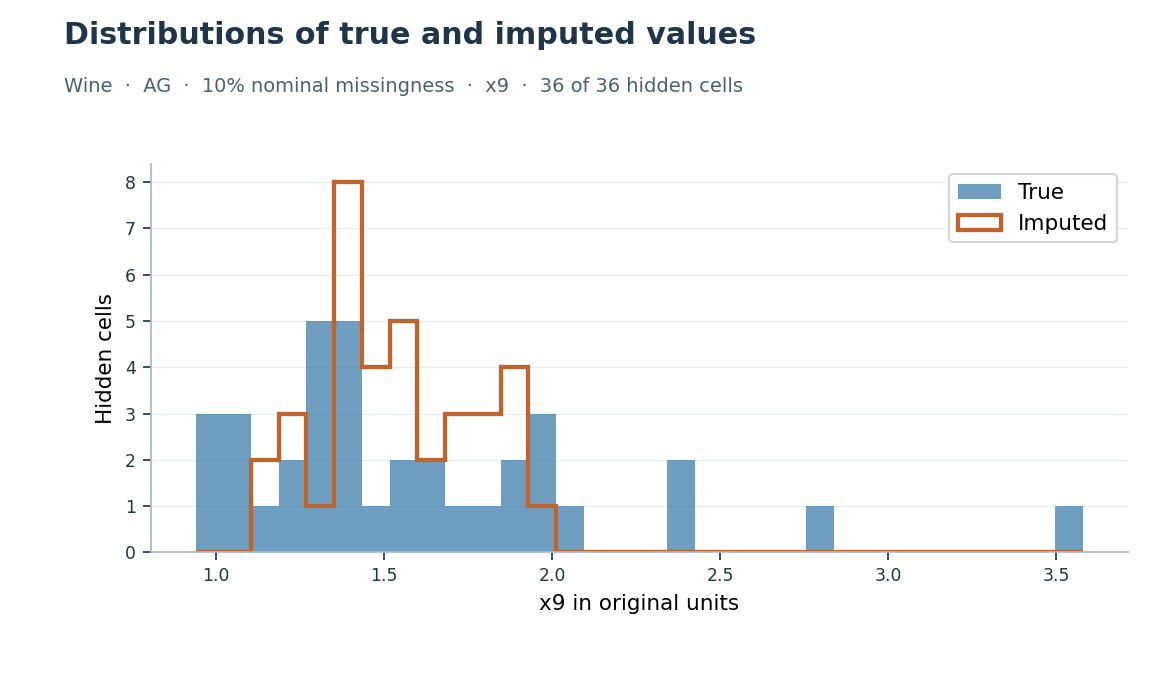 Distributions of true and imputed values
Wine · AG · 10% nominal missingness · x9 · 36 of 36 hidden cells
True
Imputed
Hidden cells
8
7
6
5
4
3
2
1
0
1.0 1.5 2.0 2.5 3.0 3.5
x9 in original units